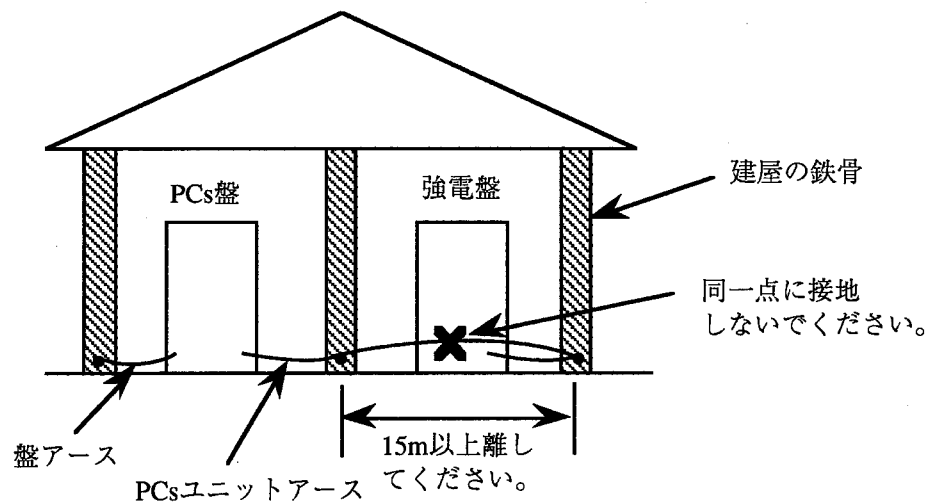 PCs盤
強電盤
建屋の鉄骨
同一点に接地
しないでください。
盤アース
PCsユニットアース
15m以上離し
てください。